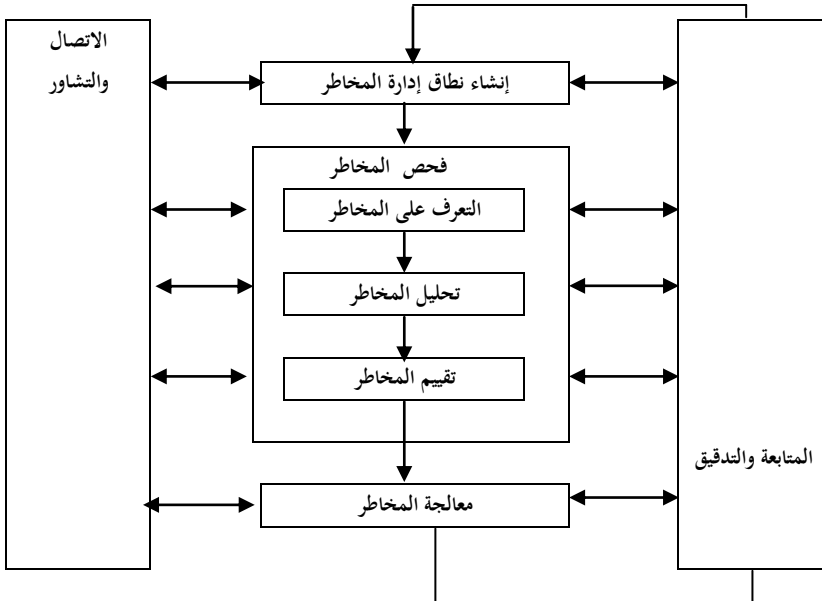 الاتصال
والتشاور
إنشاء نطاق إدارة المخاطر
فحص المخاطر
التعرف على المخاطر
تحليل المخاطر
تقييم المخاطر
المتابعة والتدقيق
معالجة المخاطر